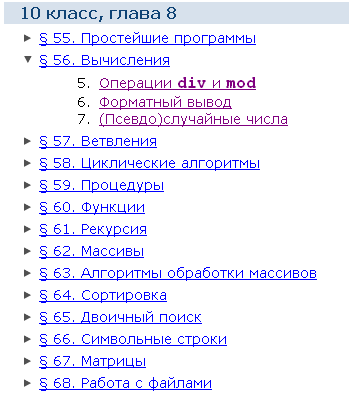 10 класс, глава 8
§ 55. Простейшие программы
§ 56. Вычисления
5. Операции div и mod
6. Форматный вывод
7. (Псевдо)случайные числа
§ 57. Ветвления
§ 58. Циклические алгоритмы
§ 59. Процедуры
§ 60. Функции
§ 61. Рекурсия
§ 62. Массивы
§ 63. Алгоритмы обработки массивов
§ 64. Сортировка
§ 65. Двоичный поиск
§ 66. Символьные строки
§ 67. Матрицы
§ 68. Работа с файлами